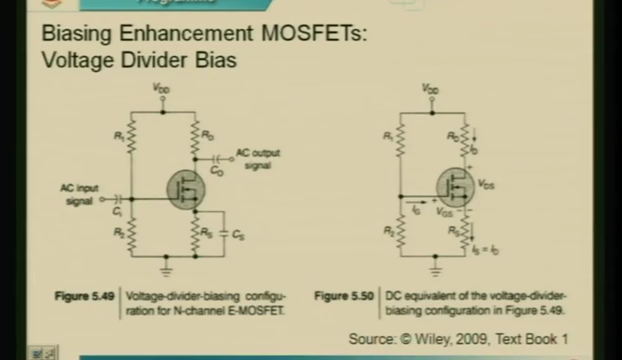 Programme
Biasing Enhancement MOSFETs:
Voltage Divider Bias
VDD
R1
RD
AC output
signal
CO
AC input
signal
Ci
R2
RS
CS
VDD
R1
RD
ID
VDS
IG
VGS
R2
RS
IS = ID
Figure 5.49 Voltage-divider-biasing configu-
ration for N-channel E-MOSFET.
Figure 5.50 DC equivalent of the voltage-divider-
biasing configuration in Figure 5.49.
Source: © Wiley, 2009, Text Book 1